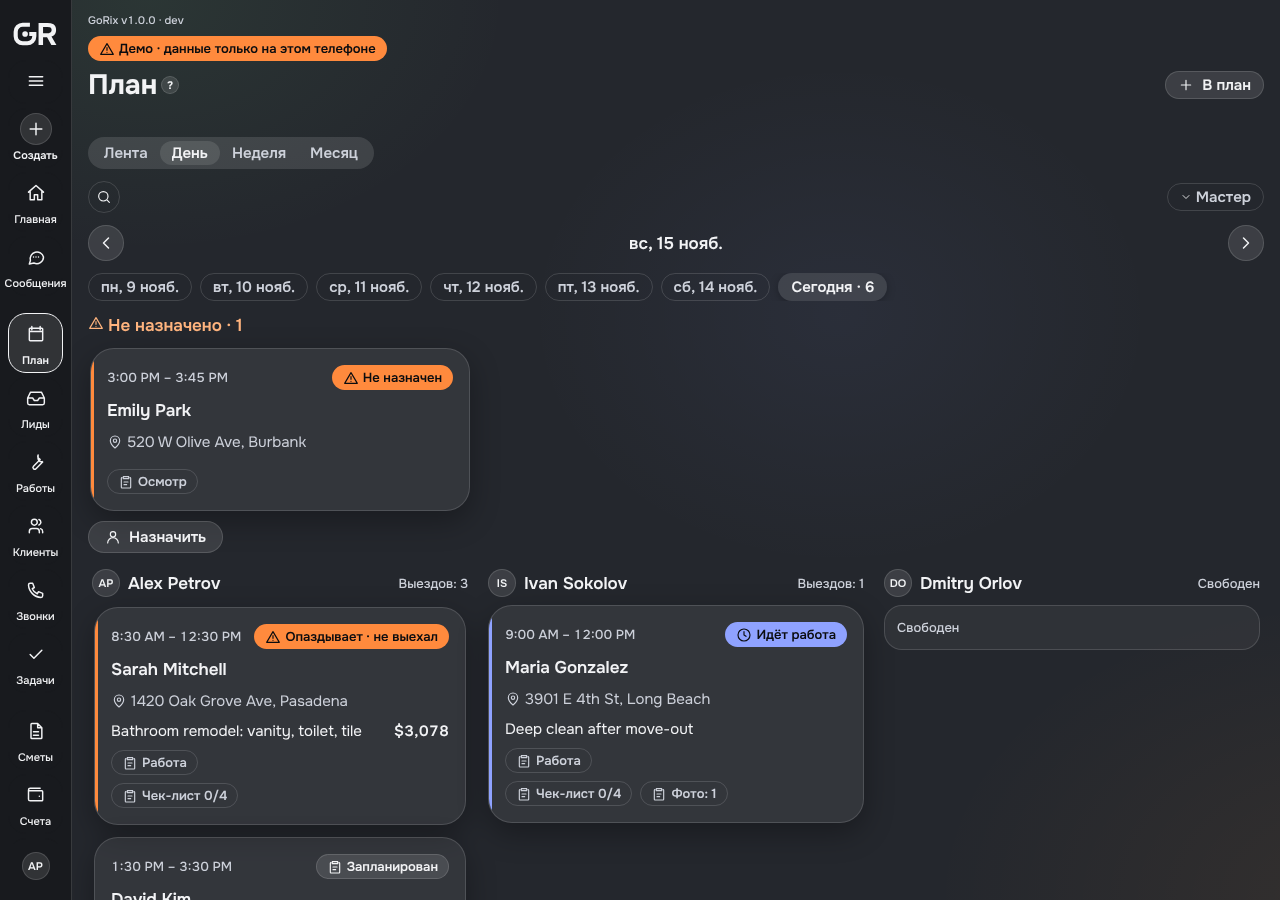 GR
GoRix v1.0.0 · dev
Демо · данные только на этом телефоне
План ?
В план
Создать
Главная
Сообщения
План
Лиды
Работы
Клиенты
Звонки
Задачи
Сметы
Счета
AP
Лента День Неделя Месяц
Мастер
вс, 15 нояб.
пн, 9 нояб. вт, 10 нояб. ср, 11 нояб. чт, 12 нояб. пт, 13 нояб. сб, 14 нояб. Сегодня · 6
Не назначено · 1
3:00 PM – 3:45 PM Не назначен
Emily Park
520 W Olive Ave, Burbank
Осмотр
Назначить
AP Alex Petrov Выездов: 3
8:30 AM – 12:30 PM Опаздывает · не выехал
Sarah Mitchell
1420 Oak Grove Ave, Pasadena
Bathroom remodel: vanity, toilet, tile $3,078
Работа
Чек-лист 0/4
1:30 PM – 3:30 PM Запланирован
David Kim
IS Ivan Sokolov Выездов: 1
9:00 AM – 12:00 PM Идёт работа
Maria Gonzalez
3901 E 4th St, Long Beach
Deep clean after move-out
Работа
Чек-лист 0/4 Фото: 1
DO Dmitry Orlov Свободен
Свободен